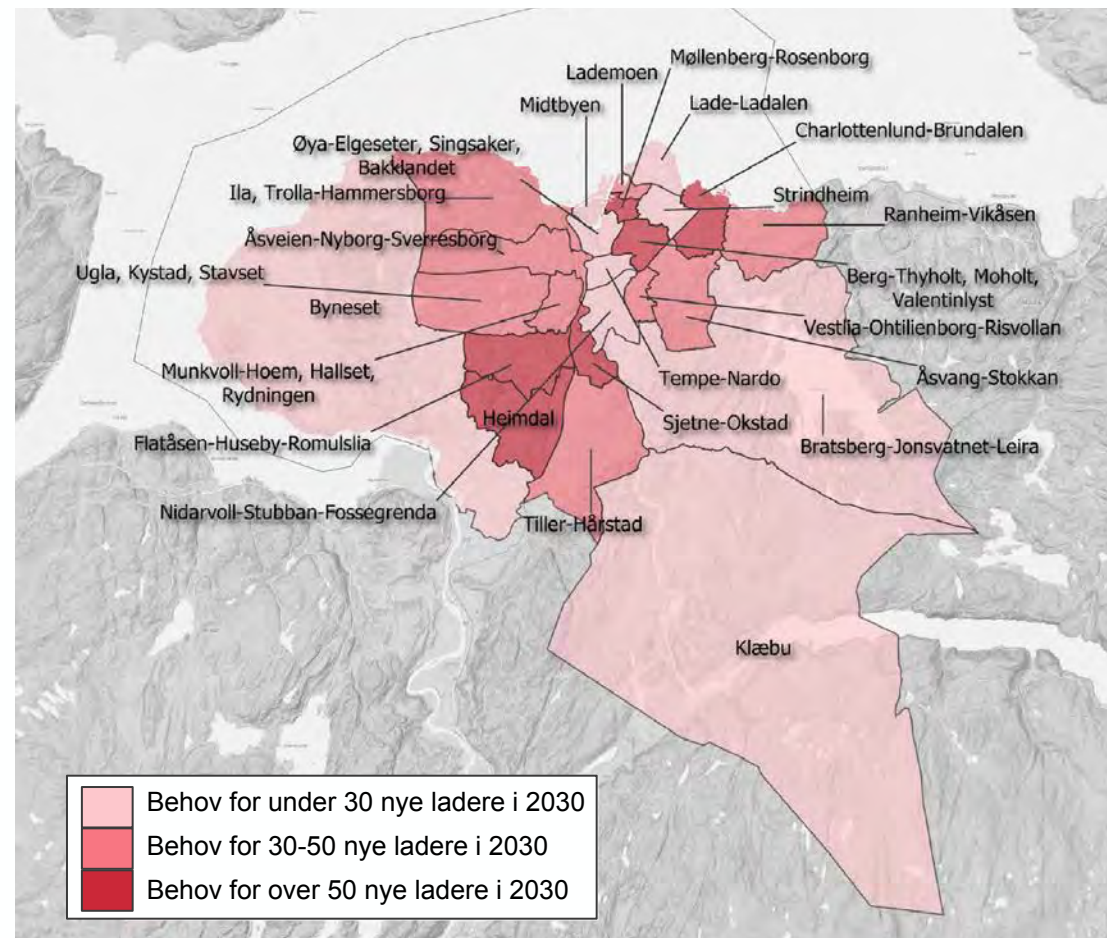 Møllenberg-Rosenborg
Lademoen
Lade-Ladalen
Midtbyen
Charlottenlund-Brundalen
Øya-Elgeseter, Singsaker,
Bakklandet
Strindheim
Ila, Trolla-Hammersborg
Ranheim-Vikåsen
Åsveien-Nyborg-Sverresborg
Ugla, Kystad, Stavset
Berg-Thyholt, Moholt,
Valentinlyst
Byneset
Vestlia-Ohtilienborg-Risvollan
Munkvoll-Hoem, Hallset,
Rydningen
Tempe-Nardo
Åsvang-Stokkan
Heimdal
Sjetne-Okstad
Flatåsen-Huseby-Romulslia
Bratsberg-Jonsvatnet-Leira
Nidarvoll-Stubban-Fossegrenda
Tiller-Hårstad
Klæbu
Behov for under 30 nye ladere i 2030
Behov for 30-50 nye ladere i 2030
Behov for over 50 nye ladere i 2030